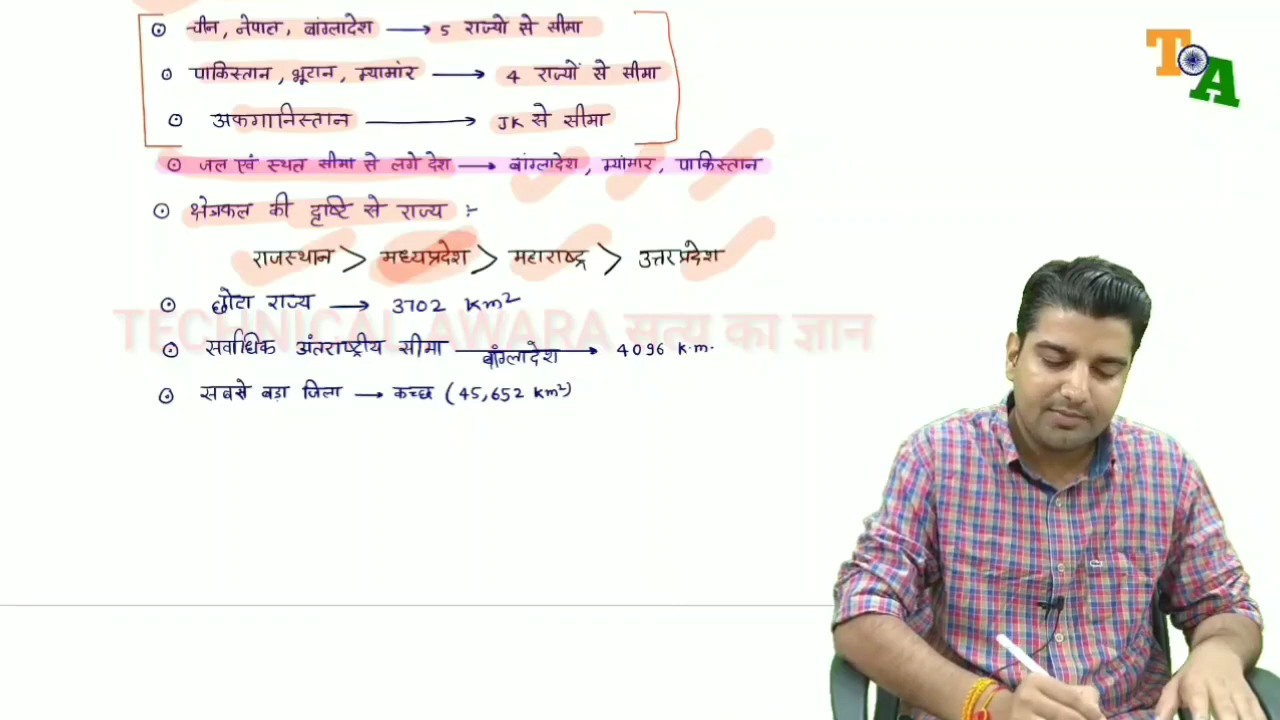 ⊙ चीन, नेपाल, बांग्लादेश ⟶ 5 राज्यो से सीमा
⊙ पाकिस्तान, भूटान, म्यामांर ⟶ 4 राज्यों से सीमा
⊙ अफगानिस्तान ⟶ JK से सीमा
⊙ जल एवं स्थल सीमा से लगे देश ⟶ बांग्लादेश, म्यांमार, पाकिस्तान
⊙ क्षेत्रफल की दृष्टि से राज्य :-
राजस्थान > मध्यप्रदेश > महाराष्ट्र > उत्तरप्रदेश
⊙ छोटा राज्य ⟶ 3702 Km²
TECHNICAL AWARA सत्य का ज्ञान
⊙ सर्वाधिक अंतराष्ट्रीय सीमा ⟶ बांग्लादेश 4096 K.m.
⊙ सबसे बड़ा जिला ⟶ कच्छ (45,652 Km²)
TA